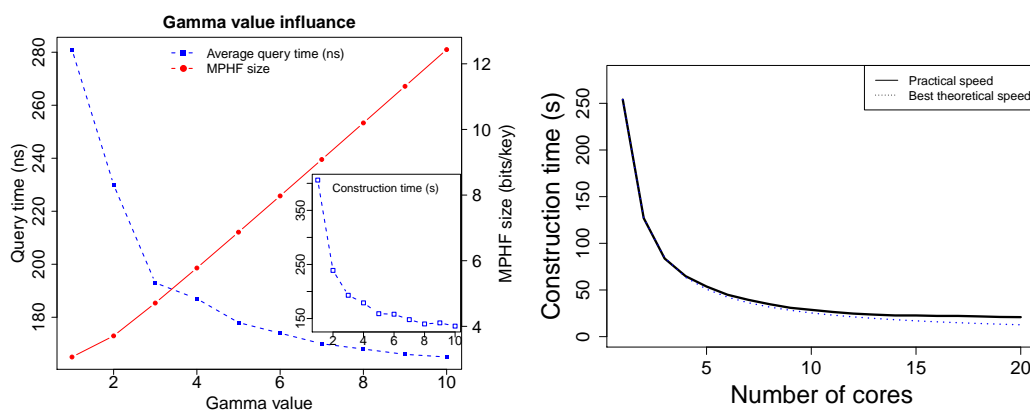 Gamma value influance
Average query time (ns)
MPHF size
Query time (ns)
180
200
220
240
260
280
MPHF size (bits/key)
4
6
8
10
12
Construction time (s)
150
250
350
2 4 6 8 10
2 4 6 8 10
Gamma value
Practical speed
Best theoretical speed
Construction time (s)
0
50
100
150
200
250
5 10 15 20
Number of cores